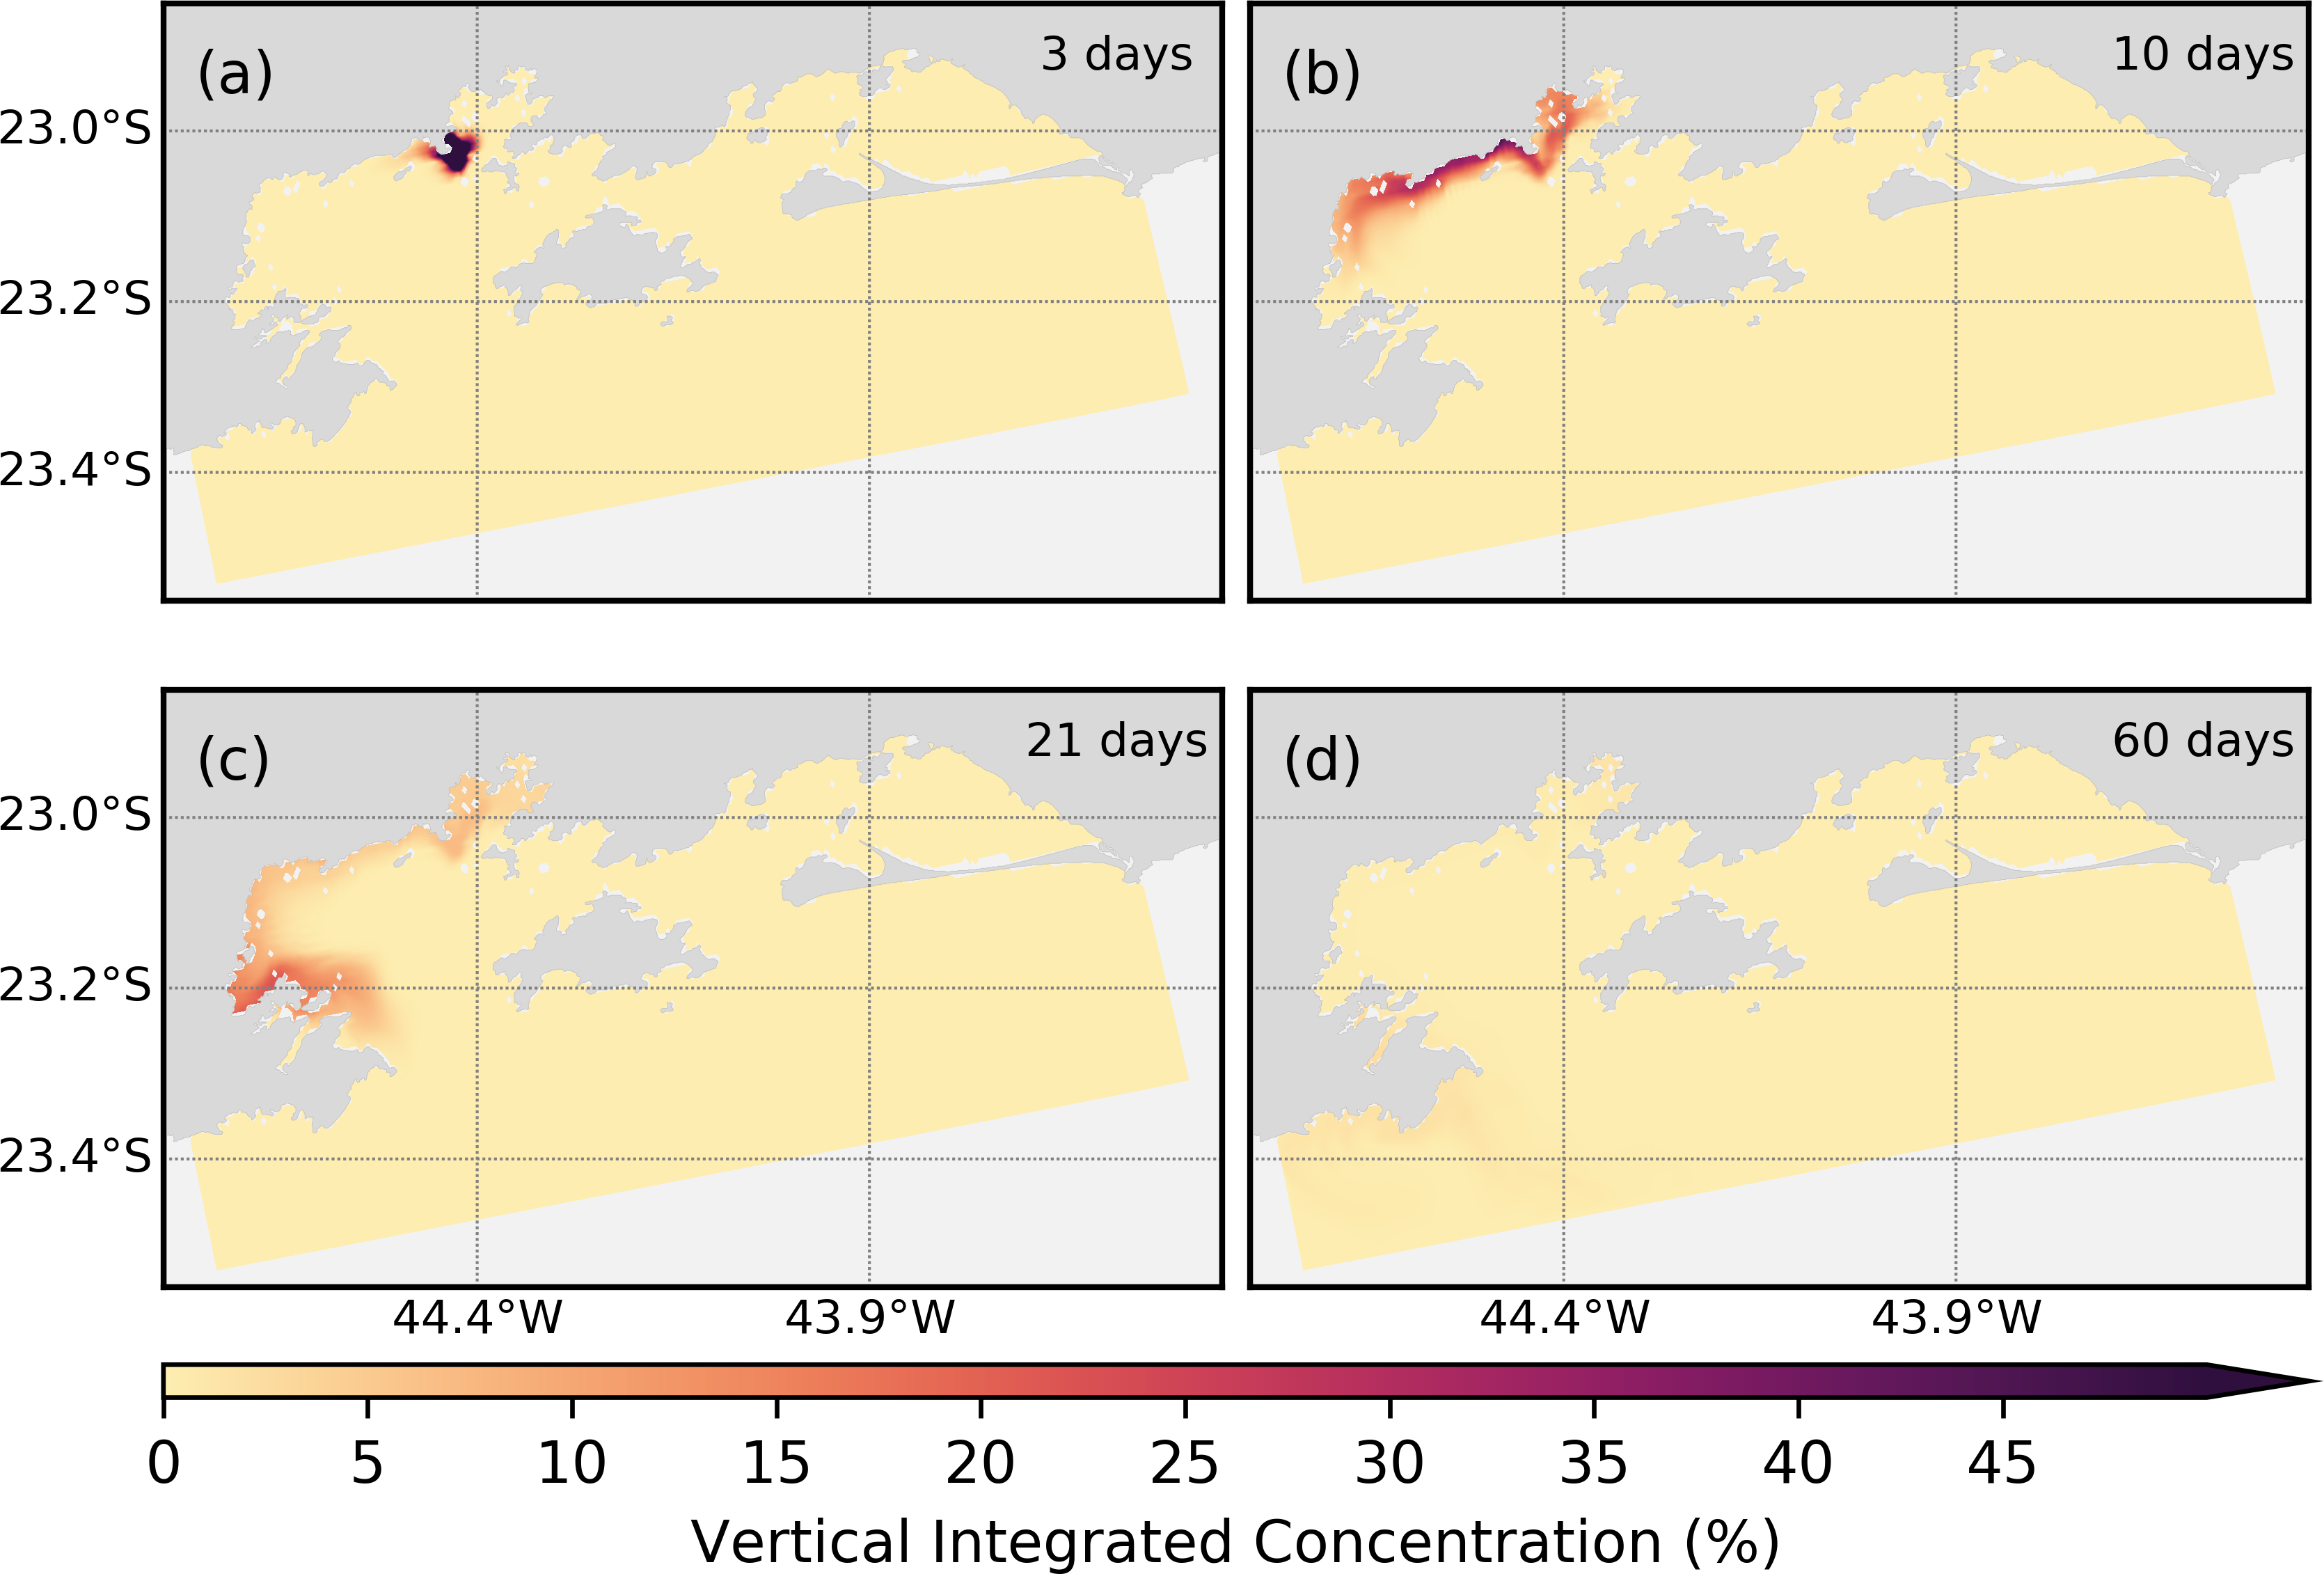 (a)
3 days
(b)
10 days
23.0°S
23.2°S
23.4°S
(c)
21 days
(d)
60 days
23.0°S
23.2°S
23.4°S
44.4°W
43.9°W
44.4°W
43.9°W
0 5 10 15 20 25 30 35 40 45
Vertical Integrated Concentration (%)